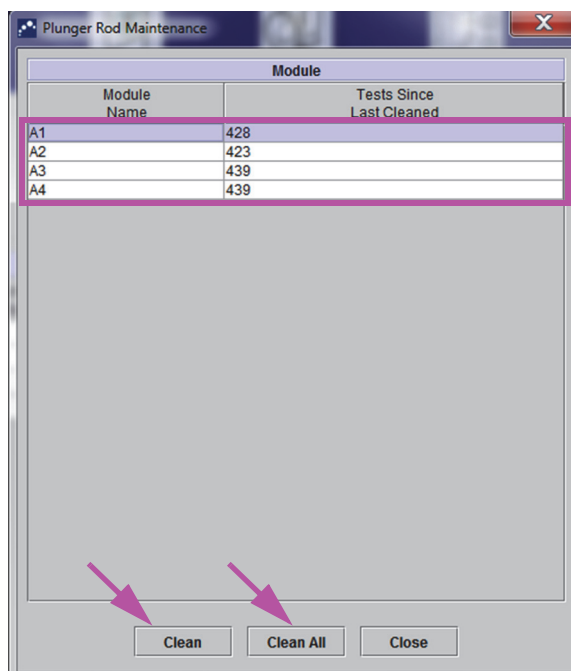 Plunger Rod Maintenance
Module
Module Name Tests Since Last Cleaned
A1 428
A2 423
A3 439
A4 439
Clean Clean All Close